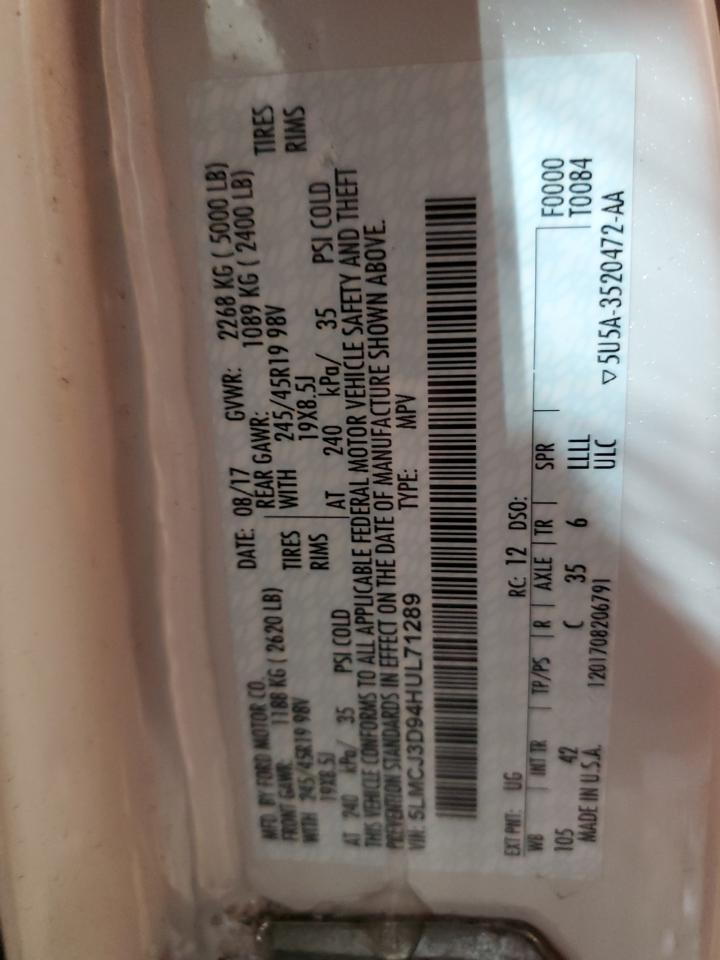 MFD. BY FORD MOTOR CO. DATE: 08/17 GVWR: 2268 KG ( 5000 LB)
FRONT GAWR: 1188 KG ( 2620 LB) REAR GAWR: 1089 KG ( 2400 LB)
WITH 245/45R19 98V TIRES WITH 245/45R19 98V TIRES
19X8.5J RIMS 19X8.5J RIMS
AT 240 kPa/ 35 PSI COLD AT 240 kPa/ 35 PSI COLD
THIS VEHICLE CONFORMS TO ALL APPLICABLE FEDERAL MOTOR VEHICLE SAFETY AND THEFT
PREVENTION STANDARDS IN EFFECT ON THE DATE OF MANUFACTURE SHOWN ABOVE.
VIN: 5LMCJ3D94HUL71289 TYPE: MPV
EXT PNT: UG RC: 12 DSO:
WB INT TR TP/PS R AXLE TR SPR F0000
105 42 C 35 6 LLLL T0084
MADE IN U.S.A. 120170820679I ULC ▽5U5A-3520472-AA